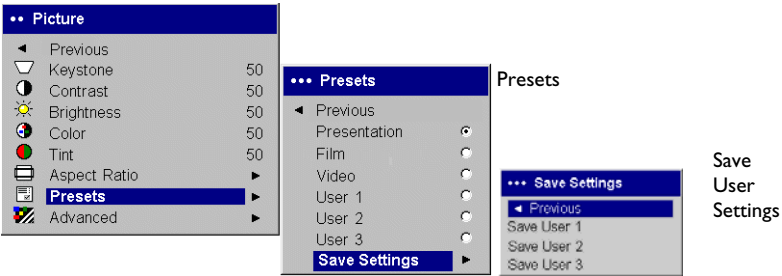 Picture
Previous
Keystone 50
Contrast 50
Brightness 50
Color 50
Tint 50
Aspect Ratio
Presets
Advanced
Presets
Previous
Presentation
Film
Video
User 1
User 2
User 3
Save Settings
Presets
Save Settings
Previous
Save User 1
Save User 2
Save User 3
Save
User
Settings